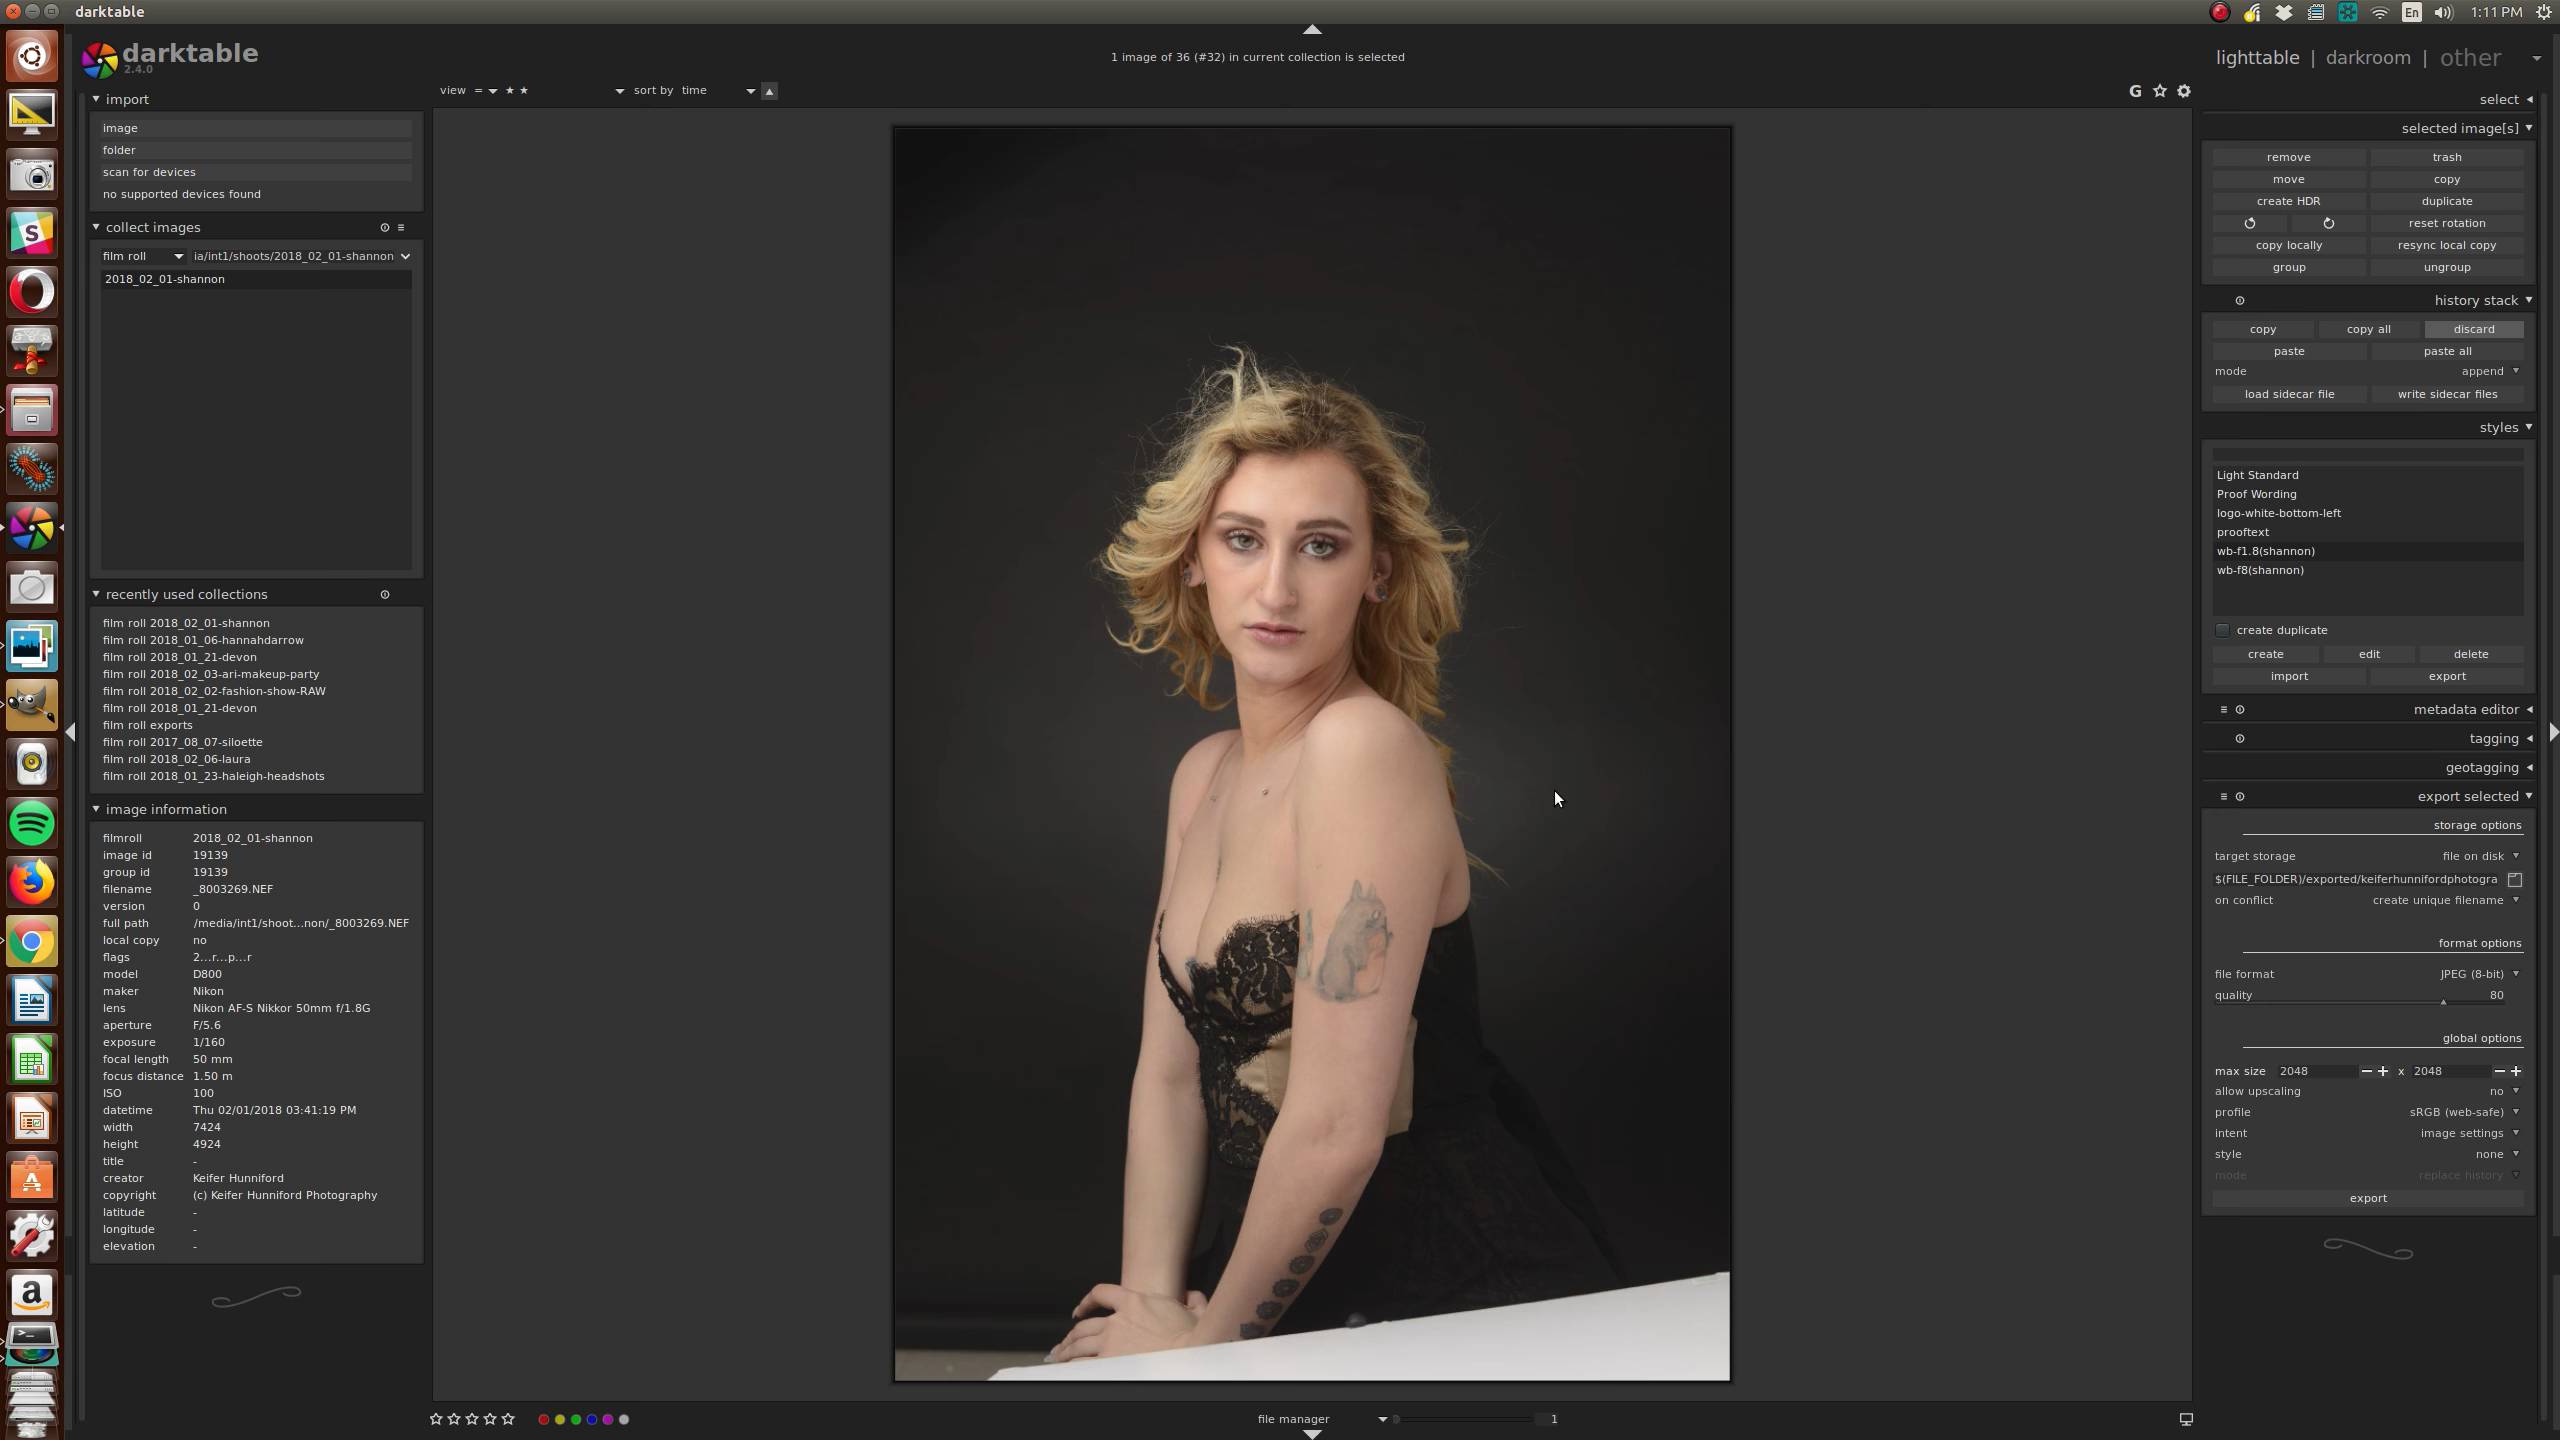 darktable
En
1:11 PM
darktable
2.4.0
1 image of 36 (#32) in current collection is selected
lighttable | darkroom | other
view = ★ ★ sort by time
G
import
image
folder
scan for devices
no supported devices found
collect images
film roll ia/int1/shoots/2018_02_01-shannon
2018_02_01-shannon
recently used collections
film roll 2018_02_01-shannon
film roll 2018_01_06-hannahdarrow
film roll 2018_01_21-devon
film roll 2018_02_03-ari-makeup-party
film roll 2018_02_02-fashion-show-RAW
film roll 2018_01_21-devon
film roll exports
film roll 2017_08_07-siloette
film roll 2018_02_06-laura
film roll 2018_01_23-haleigh-headshots
image information
filmroll 2018_02_01-shannon
image id 19139
group id 19139
filename _8003269.NEF
version 0
full path /media/int1/shoot...non/_8003269.NEF
local copy no
flags 2...r...p...r
model D800
maker Nikon
lens Nikon AF-S Nikkor 50mm f/1.8G
aperture F/5.6
exposure 1/160
focal length 50 mm
focus distance 1.50 m
ISO 100
datetime Thu 02/01/2018 03:41:19 PM
width 7424
height 4924
title -
creator Keifer Hunniford
copyright (c) Keifer Hunniford Photography
latitude -
longitude -
elevation -
file manager 1
select
selected image[s]
remove trash
move copy
create HDR duplicate
reset rotation
copy locally resync local copy
group ungroup
history stack
copy copy all discard
paste paste all
mode append
load sidecar file write sidecar files
styles
Light Standard
Proof Wording
logo-white-bottom-left
prooftext
wb-f1.8(shannon)
wb-f8(shannon)
create duplicate
create edit delete
import export
metadata editor
tagging
geotagging
export selected
storage options
target storage file on disk
$(FILE_FOLDER)/exported/keiferhunnifordphotogra
on conflict create unique filename
format options
file format JPEG (8-bit)
quality 80
global options
max size 2048 x 2048
allow upscaling no
profile sRGB (web-safe)
intent image settings
style none
mode replace history
export